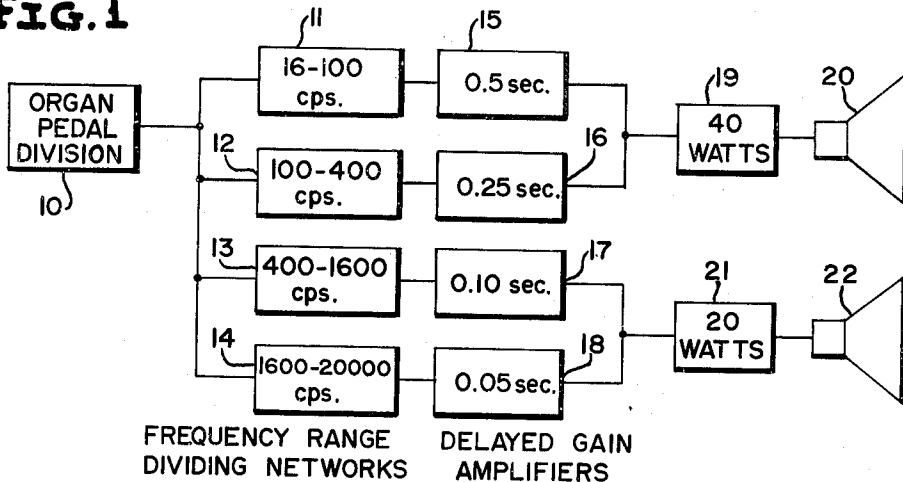 FIG. 1
11
15
16-100
cps.
0.5 sec.
19
20
ORGAN
PEDAL
DIVISION
10
40
WATTS
12
100-400
cps.
0.25 sec.
16
13
400-1600
cps.
0.10 sec.
17
21
22
20
WATTS
14
1600-20000
cps.
0.05 sec.
18
FREQUENCY RANGE
DIVIDING NETWORKS
DELAYED GAIN
AMPLIFIERS